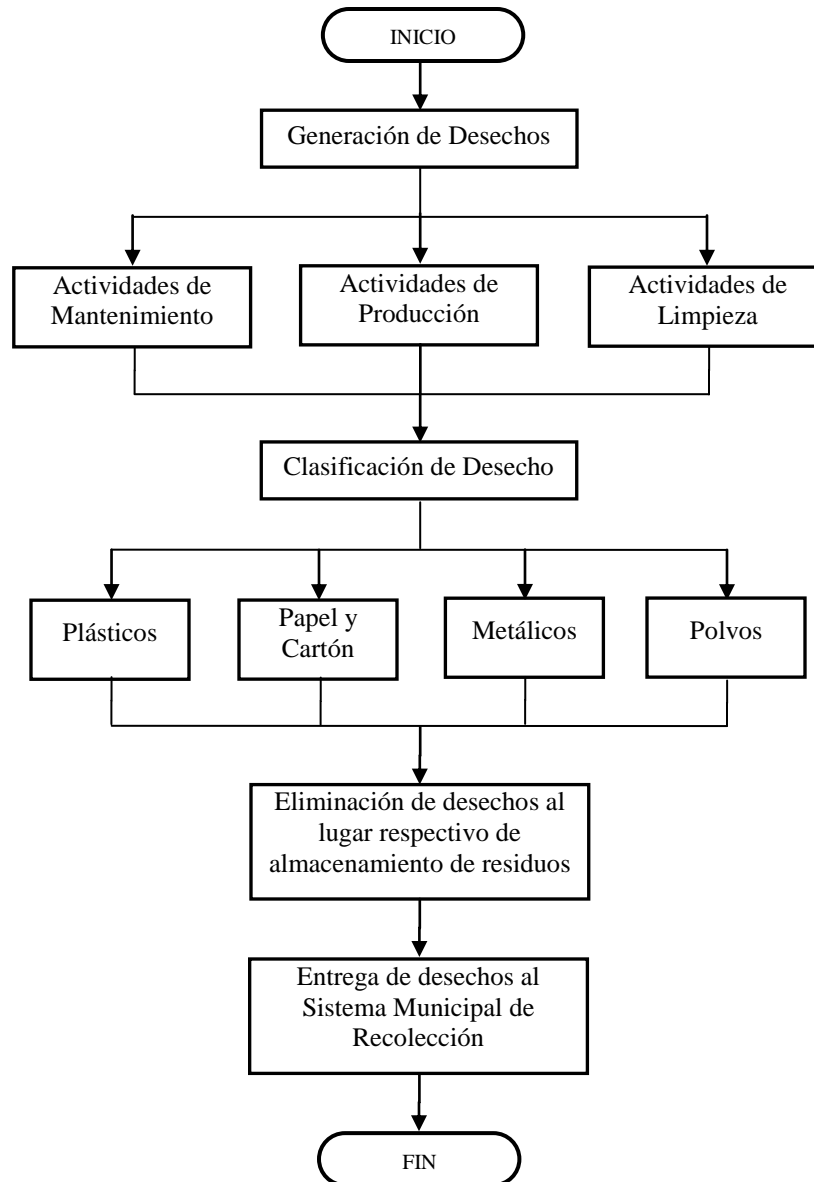 INICIO
Generación de Desechos
Actividades de
Mantenimiento
Actividades de
Producción
Actividades de
Limpieza
Clasificación de Desecho
Plásticos
Papel y
Cartón
Metálicos
Polvos
Eliminación de desechos al
lugar respectivo de
almacenamiento de residuos
Entrega de desechos al
Sistema Municipal de
Recolección
FIN